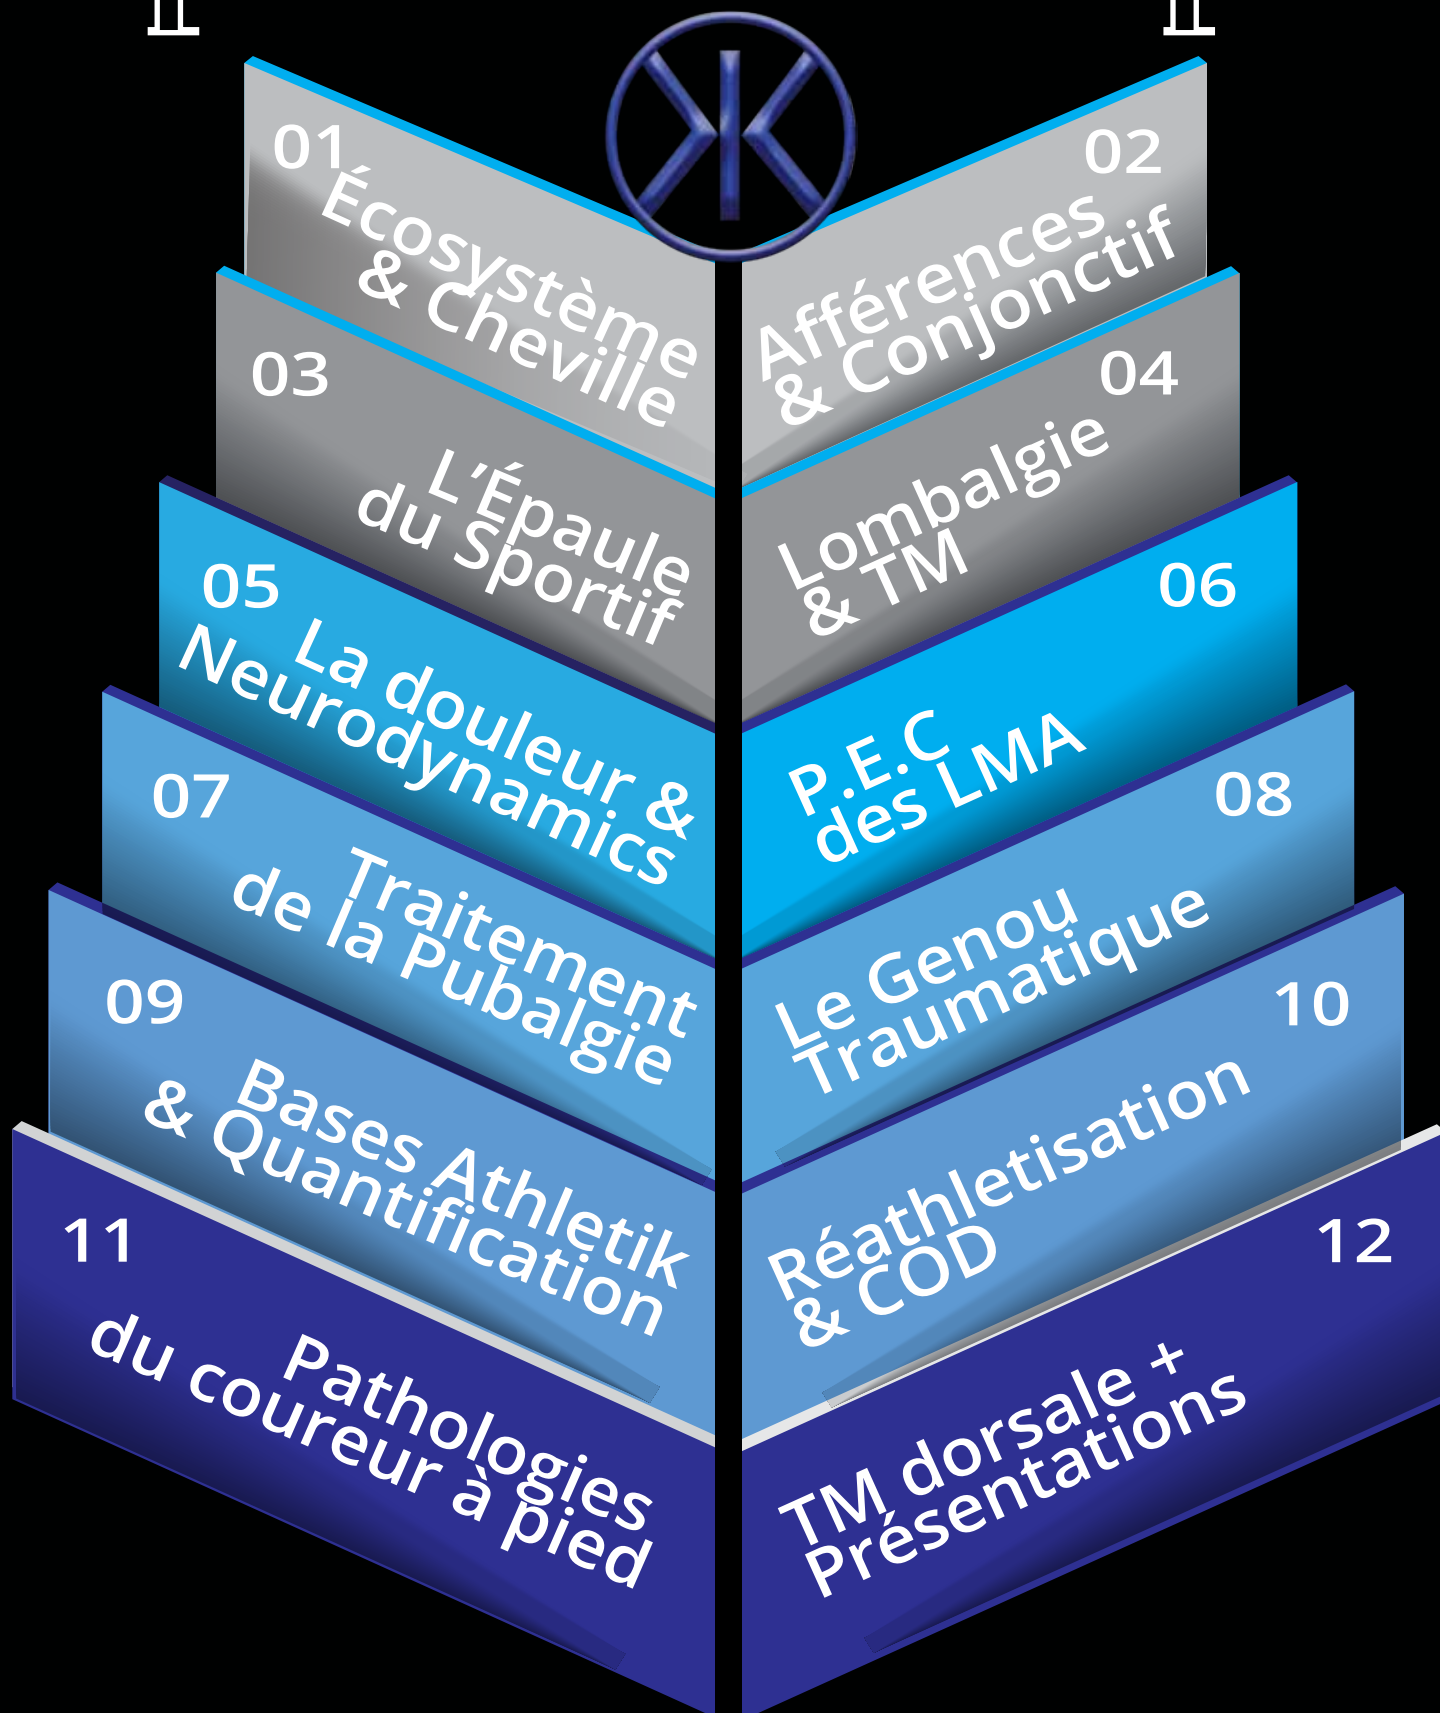 01
Écosystème
& Cheville
02
Afférences
& Conjonctif
03
L’Épaule
du Sportif
04
Lombalgie
& TM
05
La douleur &
Neurodynamics
06
P.E.C
des LMA
07
Traitement
de la Pubalgie
08
Le Genou
Traumatique
09
Bases Athletik
& Quantification
10
Réathletisation
& COD
11
Pathologies
du coureur à pied
12
TM dorsale +
Présentations